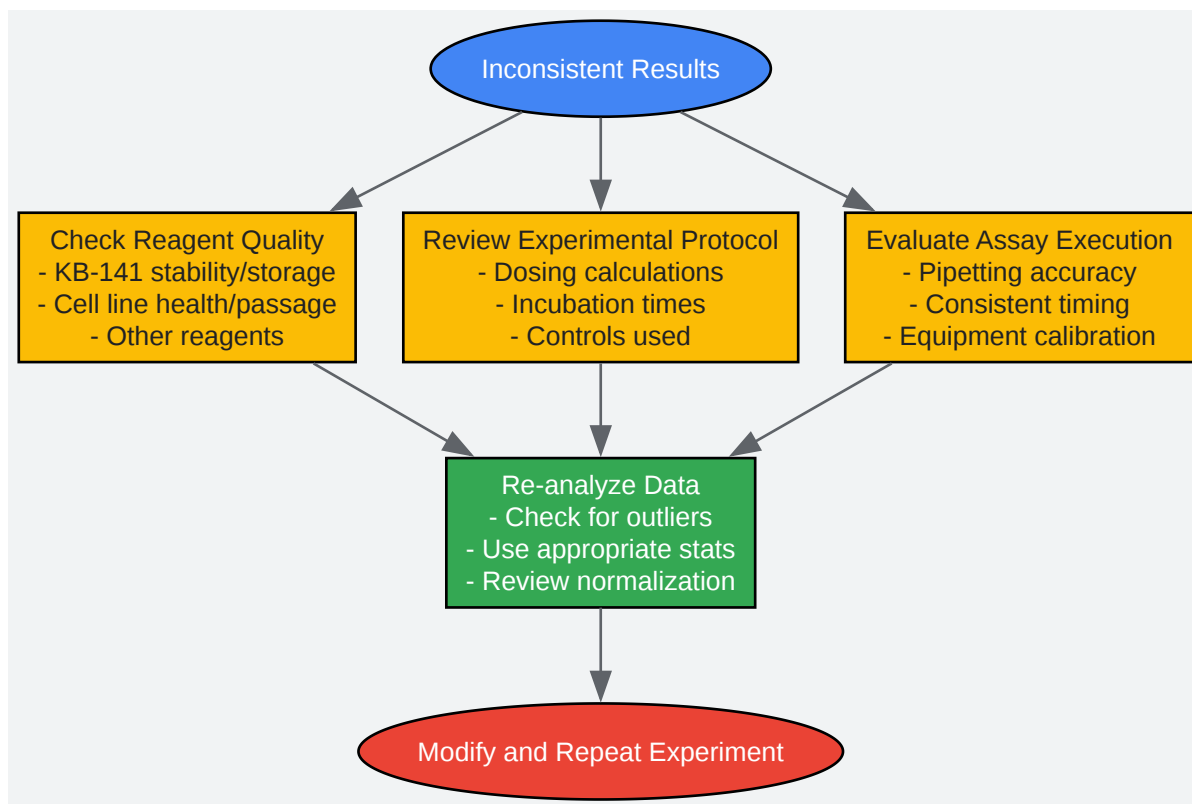 Inconsistent Results
Check Reagent Quality
- KB-141 stability/storage
- Cell line health/passage
- Other reagents
Review Experimental Protocol
- Dosing calculations
- Incubation times
- Controls used
Evaluate Assay Execution
- Pipetting accuracy
- Consistent timing
- Equipment calibration
Re-analyze Data
- Check for outliers
- Use appropriate stats
- Review normalization
Modify and Repeat Experiment